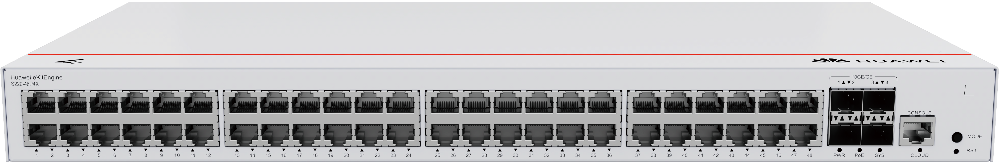 HUAWEI
Huawei eKitEngine
S220-48P4X
10GE/GE
1▲▼2 3▲▼4
CONSOLE
MODE
RST
1 2 3 4 5 6 7 8 9 10 11 12 13 14 15 16 17 18 19 20 21 22 23 24 25 26 27 28 29 30 31 32 33 34 35 36 37 38 39 40 41 42 43 44 45 46 47 48
PWR PoE SYS CLOUD